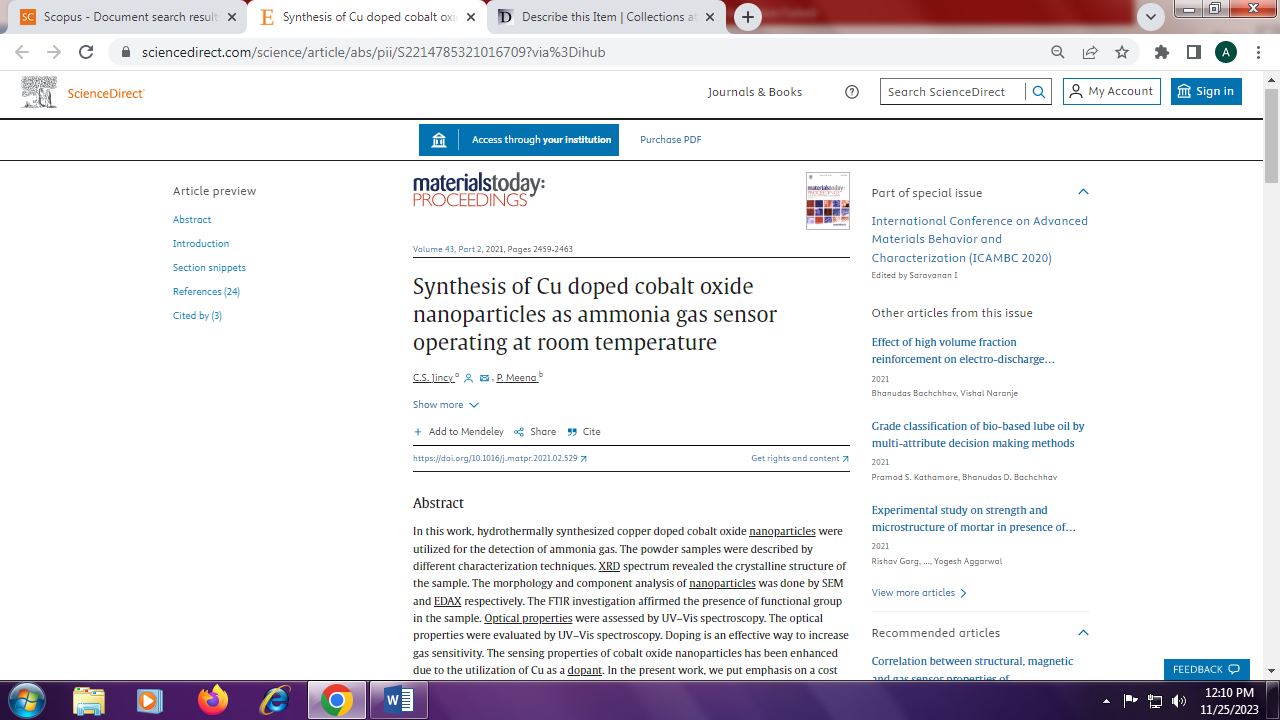 Scopus - Document search result
Synthesis of Cu doped cobalt oxi
Describe this Item | Collections a
sciencedirect.com/science/article/abs/pii/S2214785321016709?via%3Dihub
A
ScienceDirect
Journals & Books
Search ScienceDirect
My Account
Sign in
Access through your institution
Purchase PDF
Article preview
Abstract
Introduction
Section snippets
References (24)
Cited by (3)
materialstoday:
PROCEEDINGS
Volume 43, Part 2, 2021, Pages 2459-2463
Synthesis of Cu doped cobalt oxide
nanoparticles as ammonia gas sensor
operating at room temperature
C.S. Jincy a, P. Meena b
Show more
Add to Mendeley Share Cite
https://doi.org/10.1016/j.matpr.2021.02.529
Get rights and content
Abstract
In this work, hydrothermally synthesized copper doped cobalt oxide nanoparticles were
utilized for the detection of ammonia gas. The powder samples were described by
different characterization techniques. XRD spectrum revealed the crystalline structure of
the sample. The morphology and component analysis of nanoparticles was done by SEM
and EDAX respectively. The FTIR investigation affirmed the presence of functional group
in the sample. Optical properties were assessed by UV–Vis spectroscopy. The optical
properties were evaluated by UV–Vis spectroscopy. Doping is an effective way to increase
gas sensitivity. The sensing properties of cobalt oxide nanoparticles has been enhanced
due to the utilization of Cu as a dopant. In the present work, we put emphasis on a cost
Part of special issue
International Conference on Advanced
Materials Behavior and
Characterization (ICAMBC 2020)
Edited by Saravanan I
Other articles from this issue
Effect of high volume fraction
reinforcement on electro-discharge…
2021
Bhanudas Bachchhav, Vishal Naranje
Grade classification of bio-based lube oil by
multi-attribute decision making methods
2021
Pramod S. Kathamore, Bhanudas D. Bachchhav
Experimental study on strength and
microstructure of mortar in presence of…
2021
Rishav Garg, …, Yogesh Aggarwal
View more articles
Recommended articles
Correlation between structural, magnetic
and gas sensor properties of
FEEDBACK
12:10 PM
11/25/2023